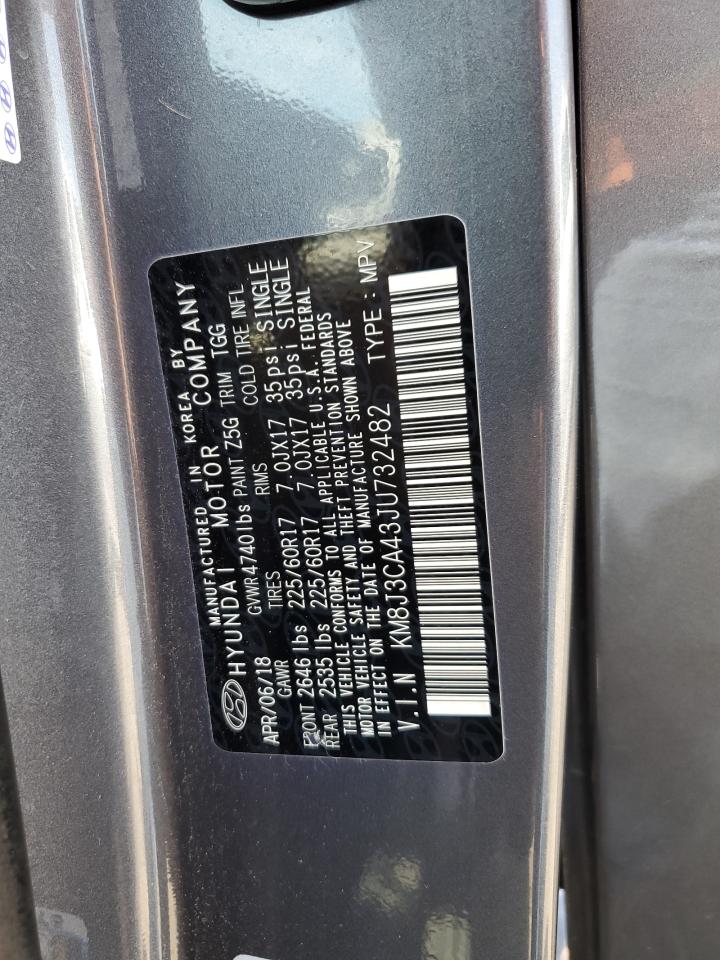 MANUFACTURED IN KOREA BY
HYUNDAI MOTOR COMPANY
APR/06/18 GVWR 4740lbs PAINT Z5G TRIM TGG
GAWR TIRES RIMS COLD TIRE INFL
FRONT 2646 lbs 225/60R17 7.0JX17 35psi SINGLE
REAR 2535 lbs 225/60R17 7.0JX17 35psi SINGLE
THIS VEHICLE CONFORMS TO ALL APPLICABLE U.S.A. FEDERAL
MOTOR VEHICLE SAFETY AND THEFT PREVENTION STANDARDS
IN EFFECT ON THE DATE OF MANUFACTURE SHOWN ABOVE
V.I.N KM8J3CA43JU732482 TYPE : MPV